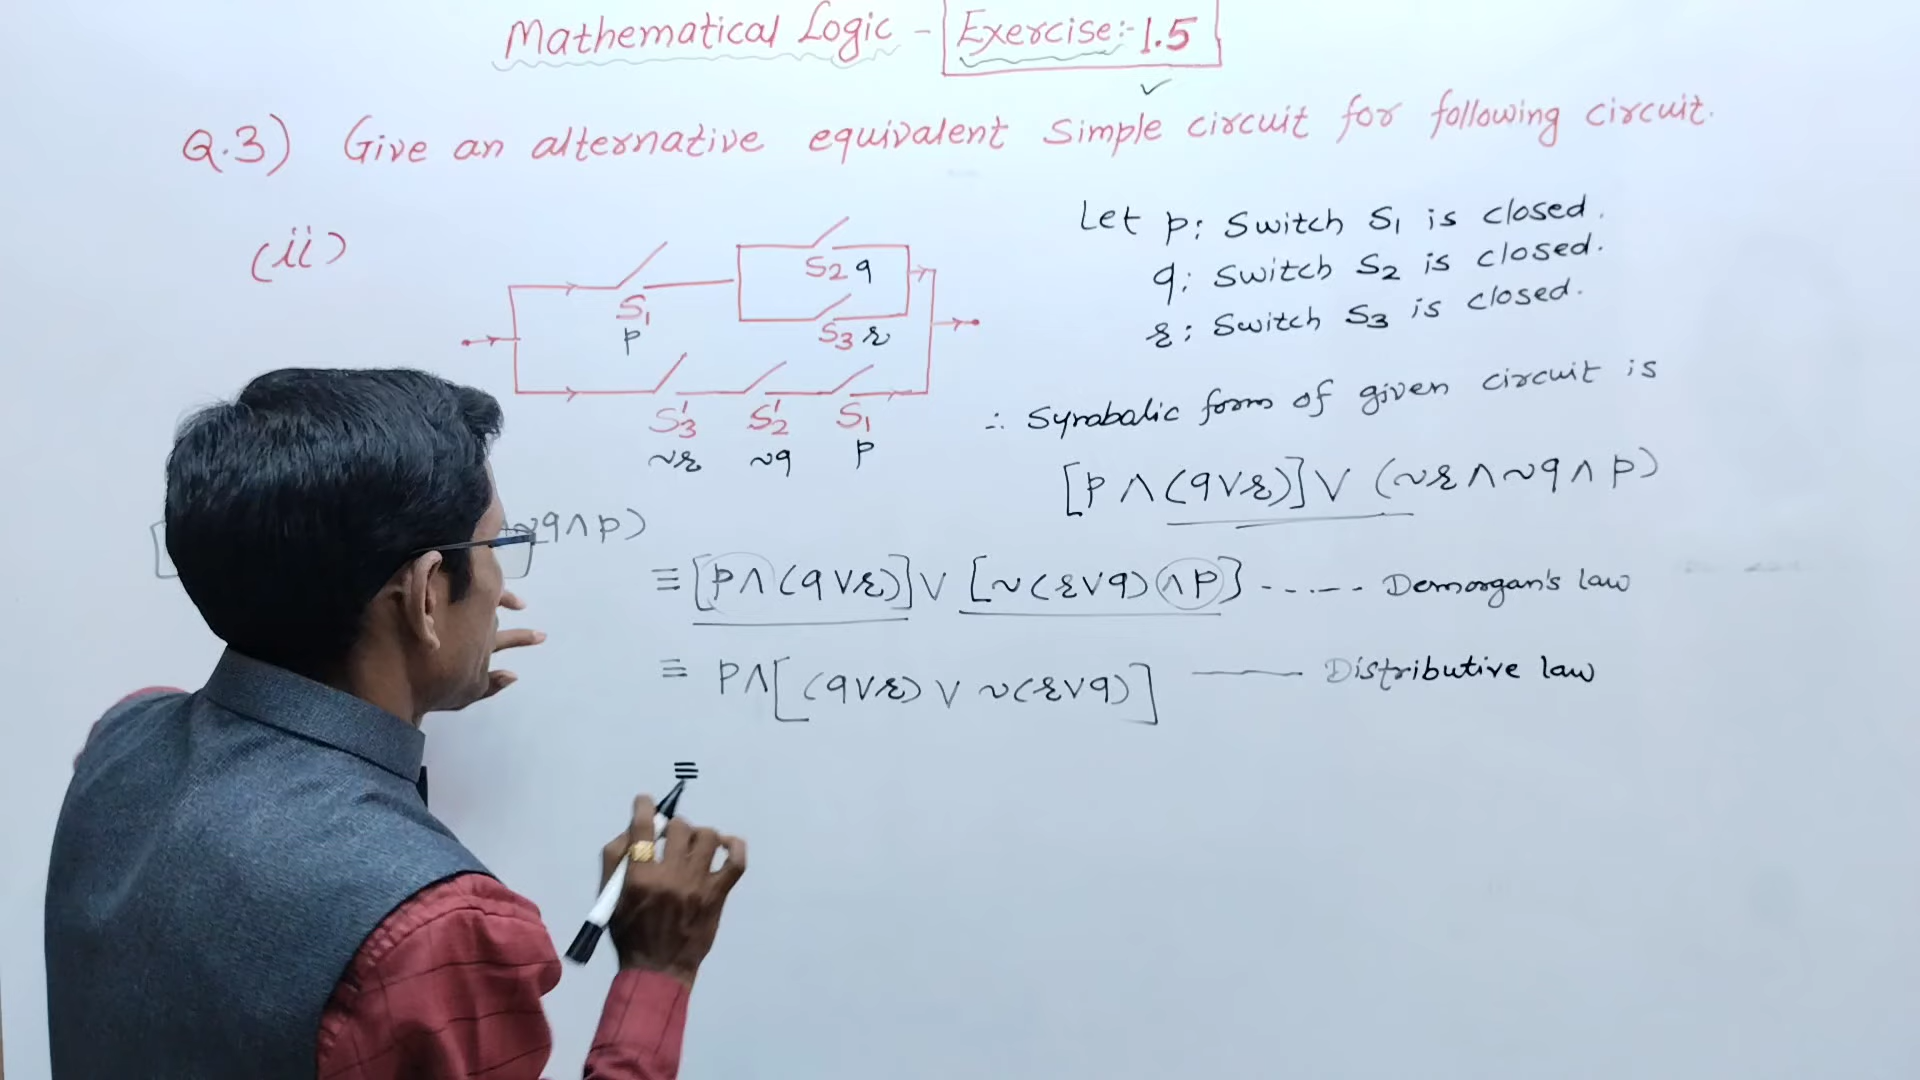 Mathematical Logic - Exercise:- 1.5
Q.3) Give an alternative equivalent Simple circuit for following circuit.
(ii)
S1
p
S2 q
S3 r
S3' S2' S1
~r ~q p
Let p: Switch S1 is closed.
q: Switch S2 is closed.
r: Switch S3 is closed.
∴ Symbolic form of given circuit is
[p ∧ (q ∨ r)] ∨ (~r ∧ ~q ∧ p)
~q ∧ p)
≡ [p ∧ (q ∨ r)] ∨ [~(r ∨ q) ∧ p] ------ Demorgan's law
≡ p ∧ [(q ∨ r) ∨ ~(r ∨ q)] —— Distributive law
≡